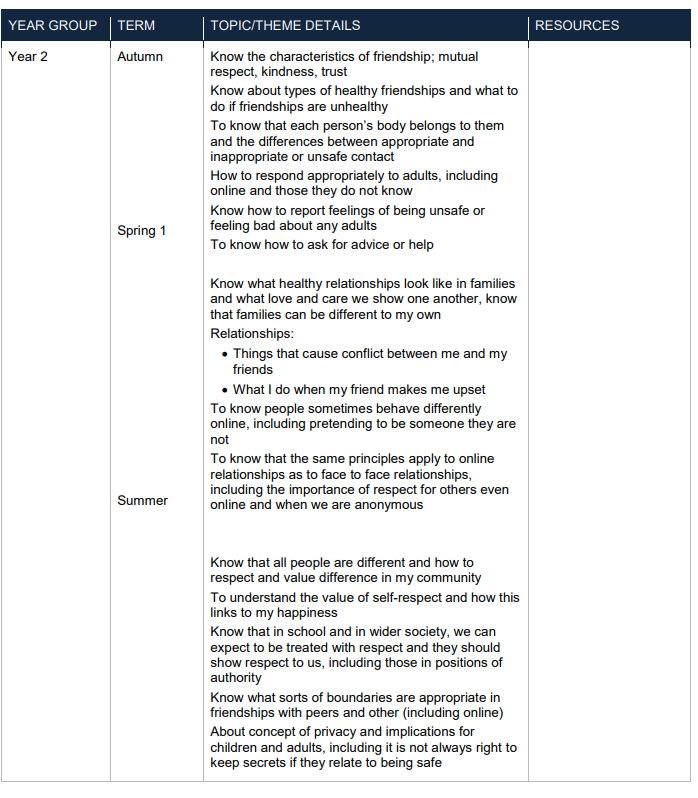 YEAR GROUP TERM TOPIC/THEME DETAILS RESOURCES
Year 2 Autumn Know the characteristics of friendship; mutual
respect, kindness, trust
Know about types of healthy friendships and what to
do if friendships are unhealthy
To know that each person’s body belongs to them
and the differences between appropriate and
inappropriate or unsafe contact
How to respond appropriately to adults, including
online and those they do not know
Know how to report feelings of being unsafe or
feeling bad about any adults
Spring 1
To know how to ask for advice or help
Know what healthy relationships look like in families
and what love and care we show one another, know
that families can be different to my own
Relationships:
• Things that cause conflict between me and my
friends
• What I do when my friend makes me upset
To know people sometimes behave differently
online, including pretending to be someone they are
not
To know that the same principles apply to online
relationships as to face to face relationships,
including the importance of respect for others even
Summer
online and when we are anonymous
Know that all people are different and how to
respect and value difference in my community
To understand the value of self-respect and how this
links to my happiness
Know that in school and in wider society, we can
expect to be treated with respect and they should
show respect to us, including those in positions of
authority
Know what sorts of boundaries are appropriate in
friendships with peers and other (including online)
About concept of privacy and implications for
children and adults, including it is not always right to
keep secrets if they relate to being safe